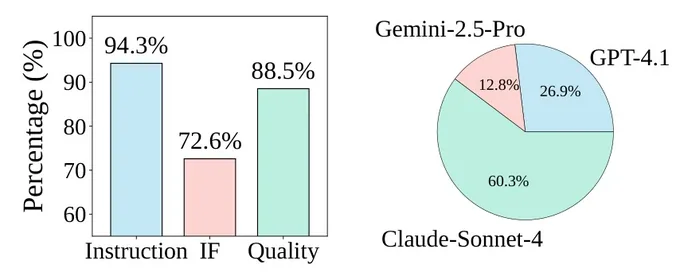 Percentage (%)
100
90
80
70
60
94.3%
72.6%
88.5%
Instruction IF Quality
Gemini-2.5-Pro
GPT-4.1
12.8%
26.9%
60.3%
Claude-Sonnet-4